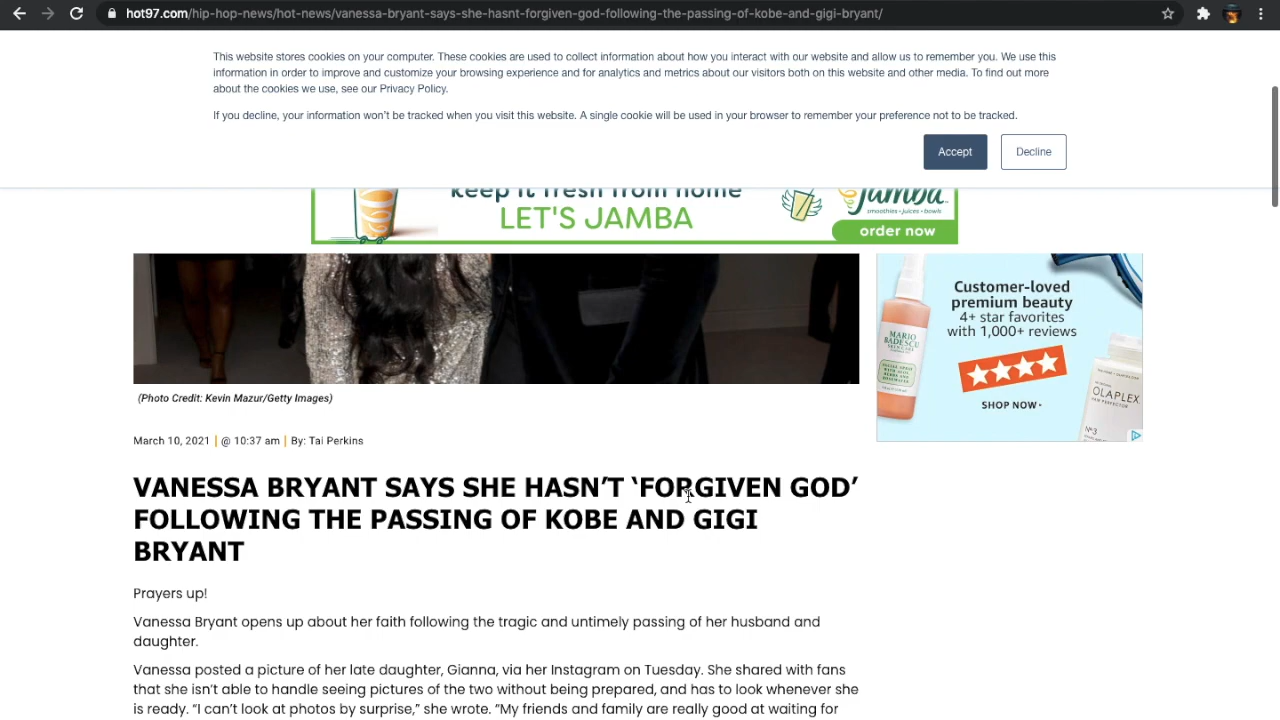 hot97.com/hip-hop-news/hot-news/vanessa-bryant-says-she-hasnt-forgiven-god-following-the-passing-of-kobe-and-gigi-bryant/
This website stores cookies on your computer. These cookies are used to collect information about how you interact with our website and allow us to remember you. We use this
information in order to improve and customize your browsing experience and for analytics and metrics about our visitors both on this website and other media. To find out more
about the cookies we use, see our Privacy Policy.
If you decline, your information won't be tracked when you visit this website. A single cookie will be used in your browser to remember your preference not to be tracked.
Accept
Decline
keep it fresh from home
LET'S JAMBA
Jamba
smoothies • juices • bowls
order now
Customer-loved
premium beauty
4+ star favorites
with 1,000+ reviews
SHOP NOW
MARIO
BADESCU
OLAPLEX
Nº3
(Photo Credit: Kevin Mazur/Getty Images)
March 10, 2021 | @ 10:37 am | By: Tai Perkins
VANESSA BRYANT SAYS SHE HASN'T ‘FORGIVEN GOD’
FOLLOWING THE PASSING OF KOBE AND GIGI
BRYANT
Prayers up!
Vanessa Bryant opens up about her faith following the tragic and untimely passing of her husband and
daughter.
Vanessa posted a picture of her late daughter, Gianna, via her Instagram on Tuesday. She shared with fans
that she isn't able to handle seeing pictures of the two without being prepared, and has to look whenever she
is ready. “I can't look at photos by surprise,” she wrote. “My friends and family are really good at waiting for